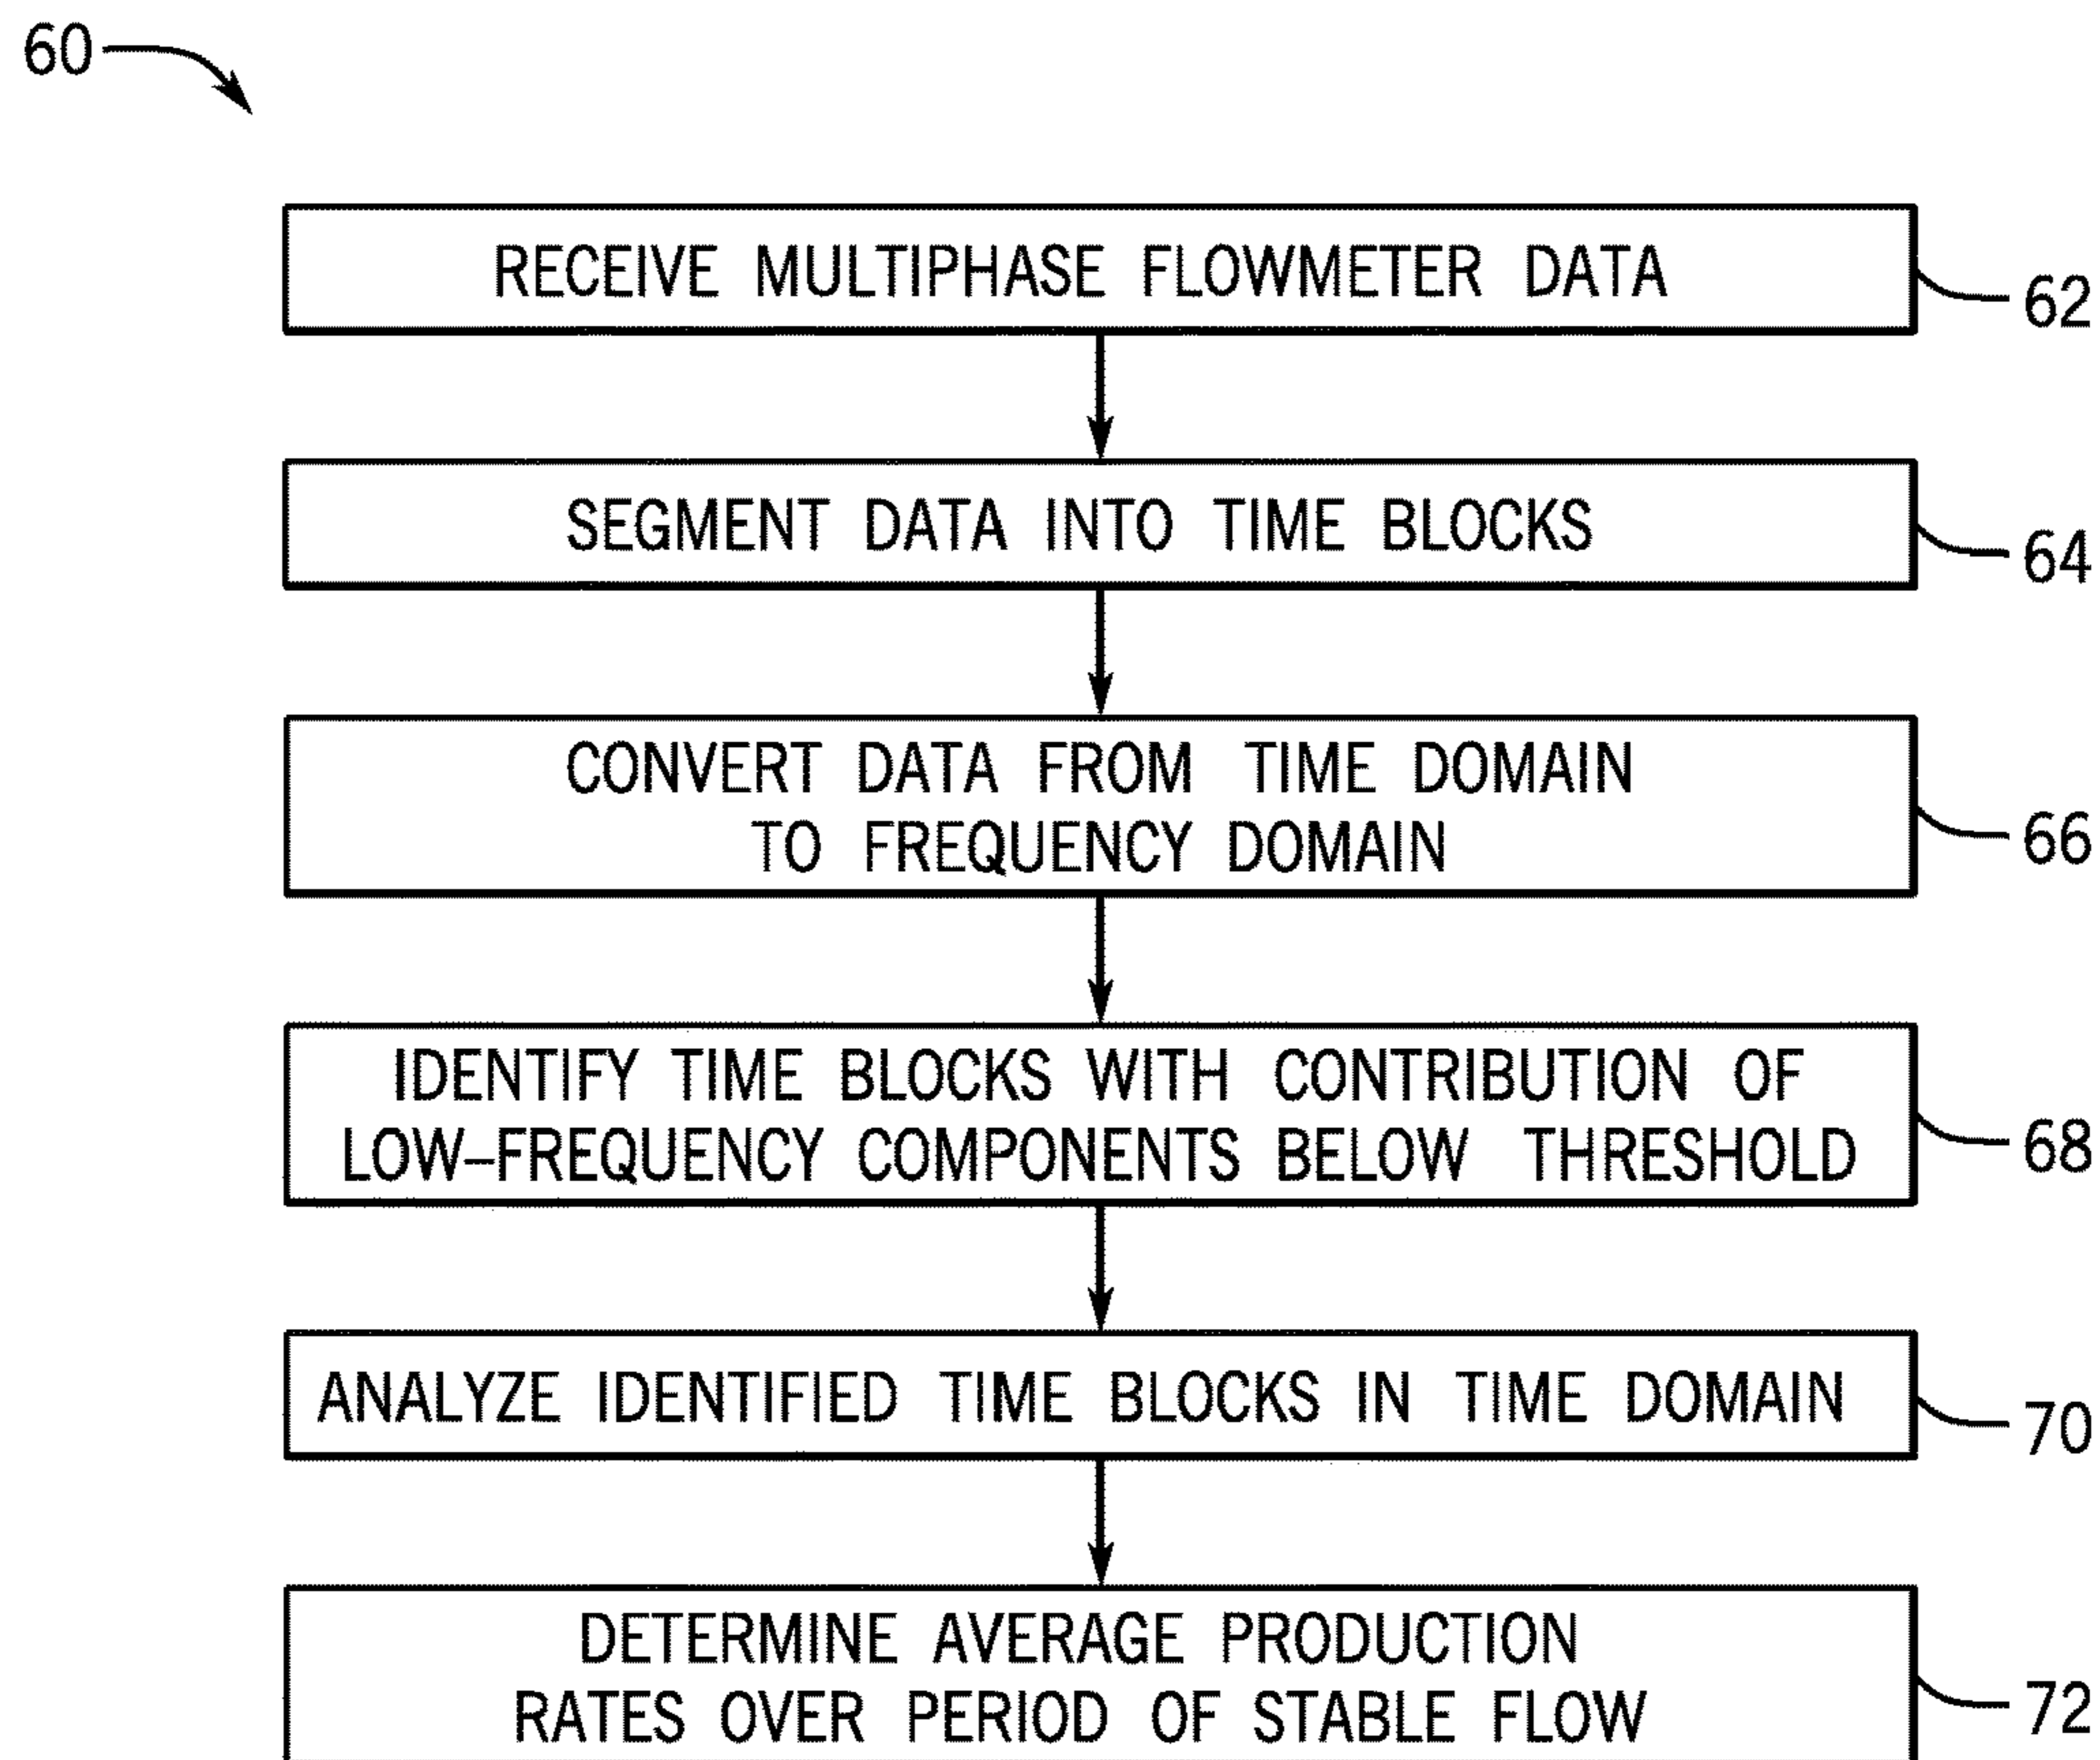 60
RECEIVE MULTIPHASE FLOWMETER DATA
62
SEGMENT DATA INTO TIME BLOCKS
64
CONVERT DATA FROM TIME DOMAIN
TO FREQUENCY DOMAIN
66
IDENTIFY TIME BLOCKS WITH CONTRIBUTION OF
LOW-FREQUENCY COMPONENTS BELOW THRESHOLD
68
ANALYZE IDENTIFIED TIME BLOCKS IN TIME DOMAIN
70
DETERMINE AVERAGE PRODUCTION
RATES OVER PERIOD OF STABLE FLOW
72